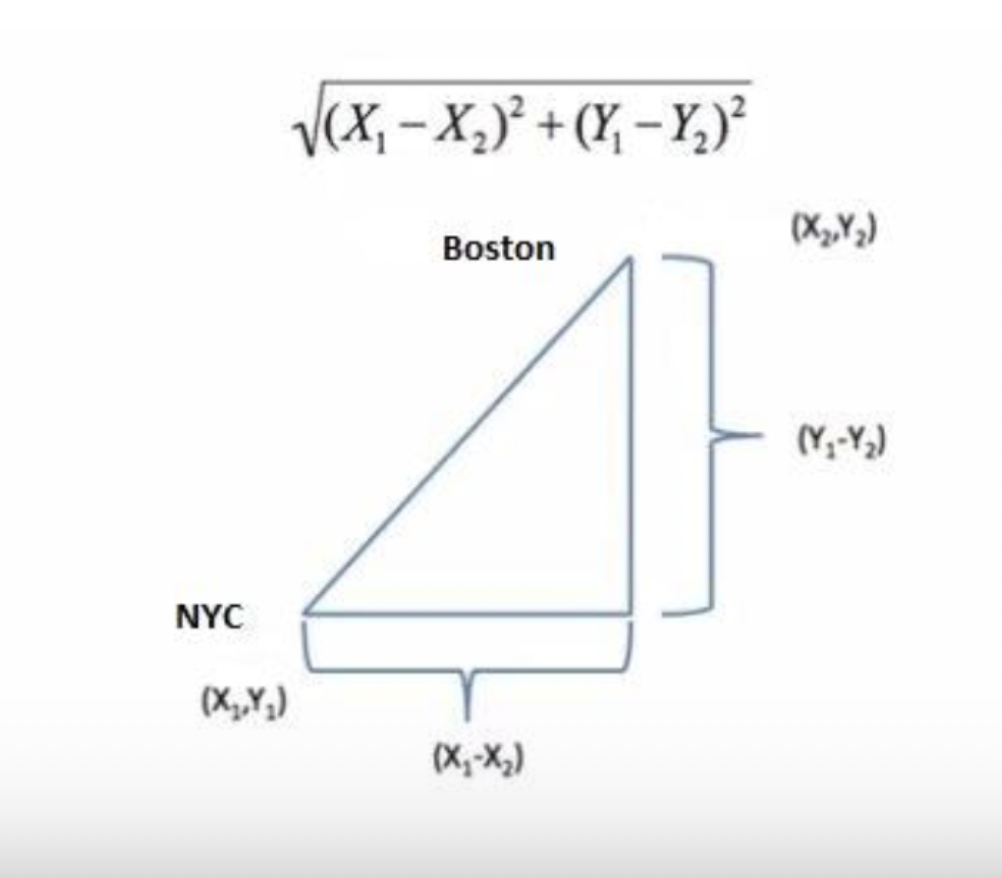 √(X₁ − X₂)² + (Y₁ − Y₂)²
(X₂,Y₂)
Boston
(Y₁-Y₂)
NYC
(X₁,Y₁)
(X₁-X₂)